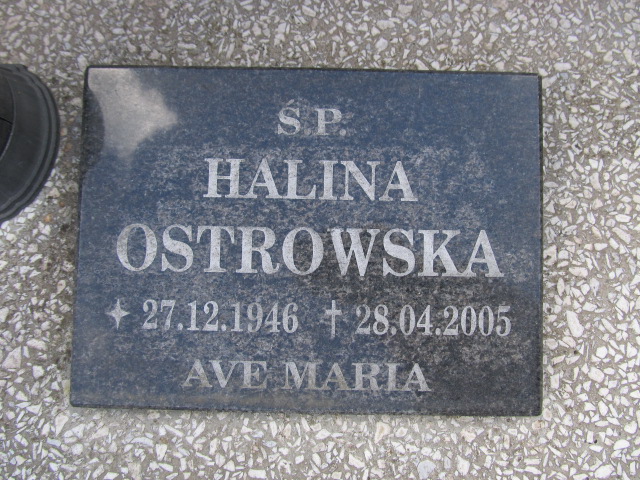 Ś.P.
HALINA
OSTROWSKA
27.12.1946 † 28.04.2005
AVE MARIA